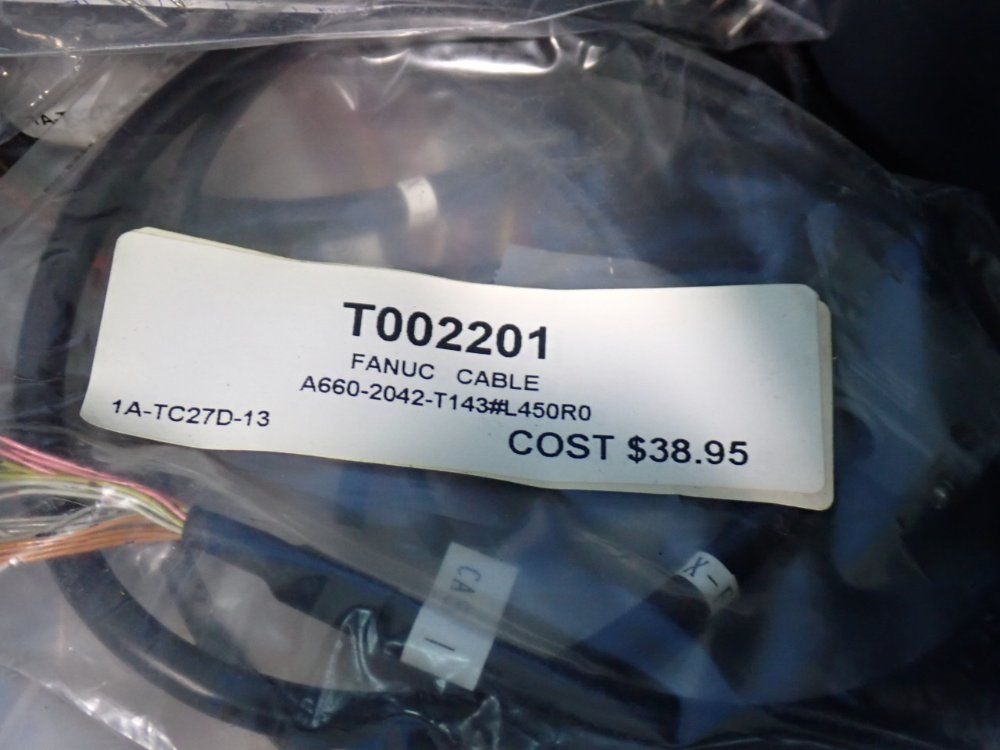 T002201
FANUC CABLE
A660-2042-T143#L450R0
1A-TC27D-13
COST $38.95